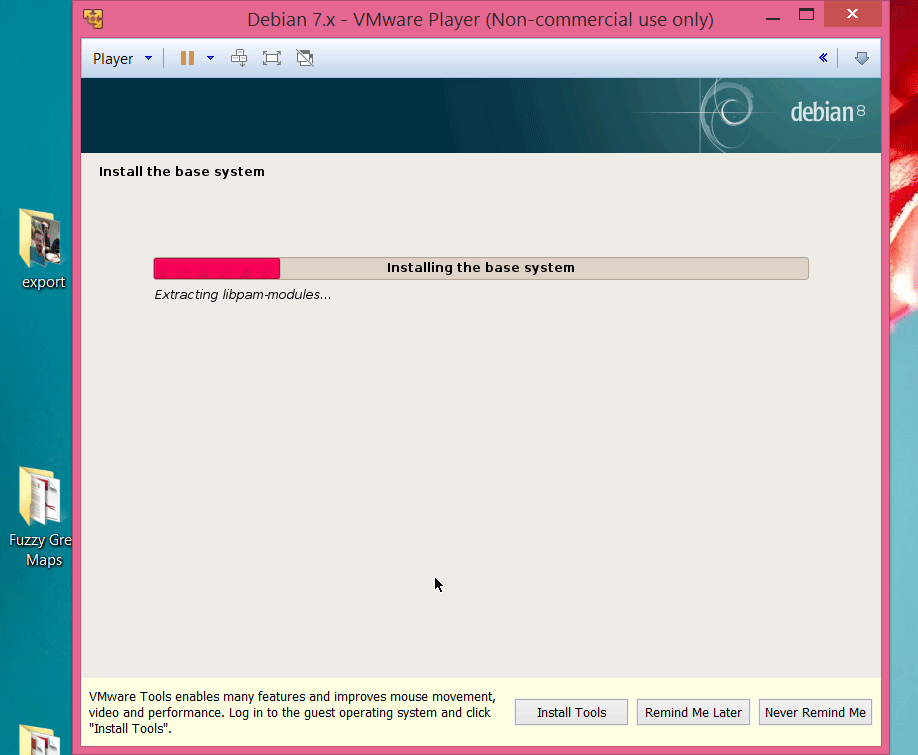 Debian 7.x - VMware Player (Non-commercial use only)
Player
debian 8
Install the base system
Installing the base system
Extracting libpam-modules...
export
Fuzzy Gre
Maps
VMware Tools enables many features and improves mouse movement,
video and performance. Log in to the guest operating system and click
"Install Tools".
Install Tools
Remind Me Later
Never Remind Me